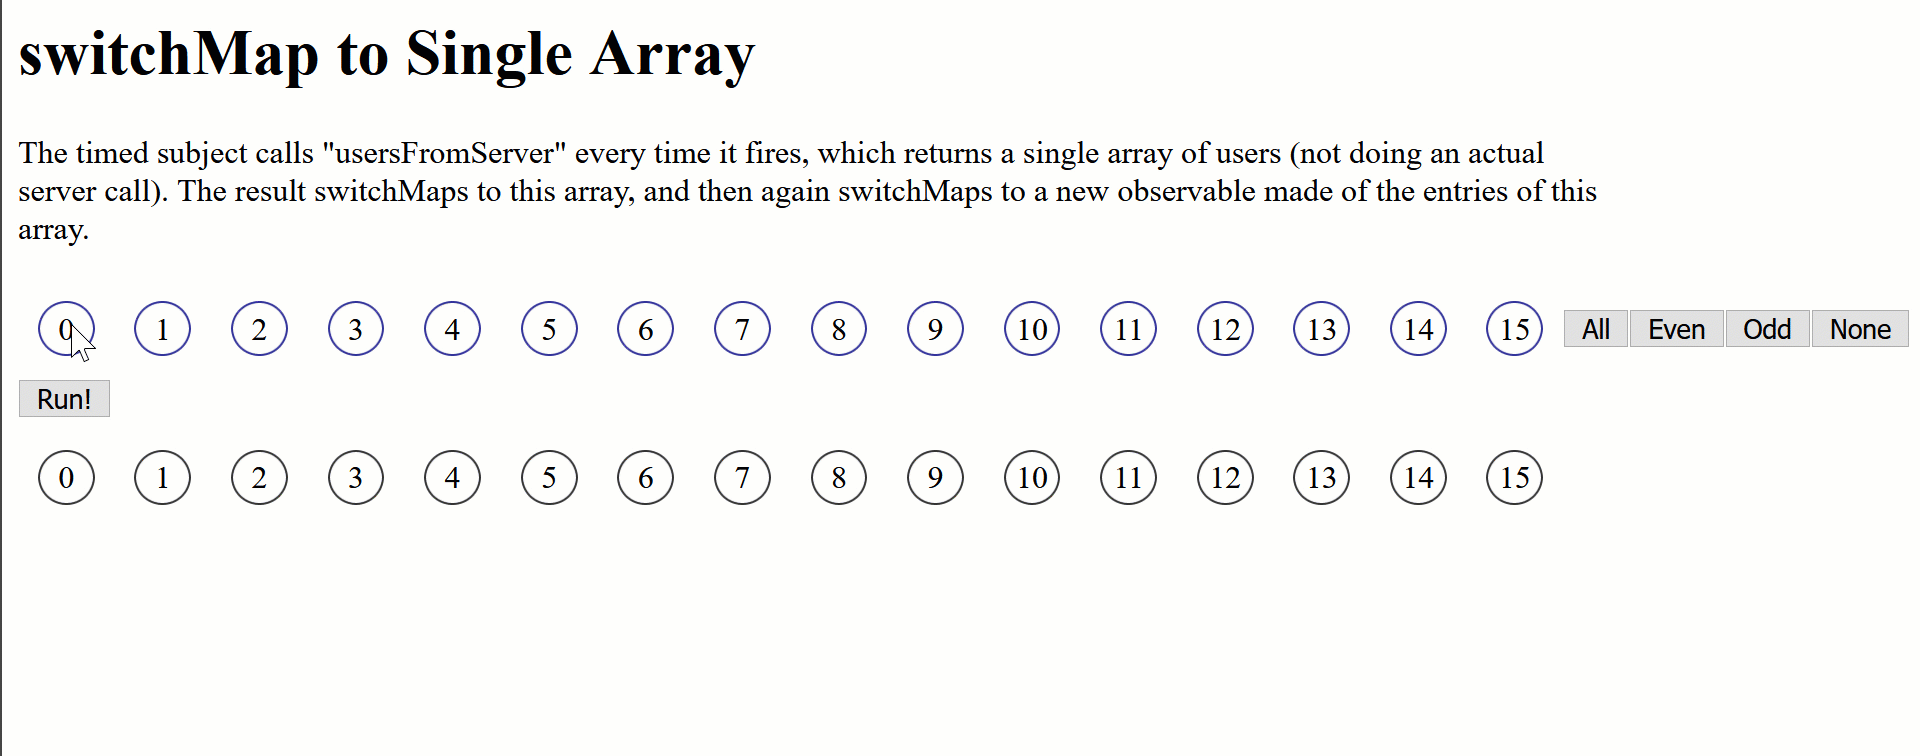 switchMap to Single Array
The timed subject calls "usersFromServer" every time it fires, which returns a single array of users (not doing an actual
server call). The result switchMaps to this array, and then again switchMaps to a new observable made of the entries of this
array.
0 1 2 3 4 5 6 7 8 9 10 11 12 13 14 15 All Even Odd None
Run!
0 1 2 3 4 5 6 7 8 9 10 11 12 13 14 15